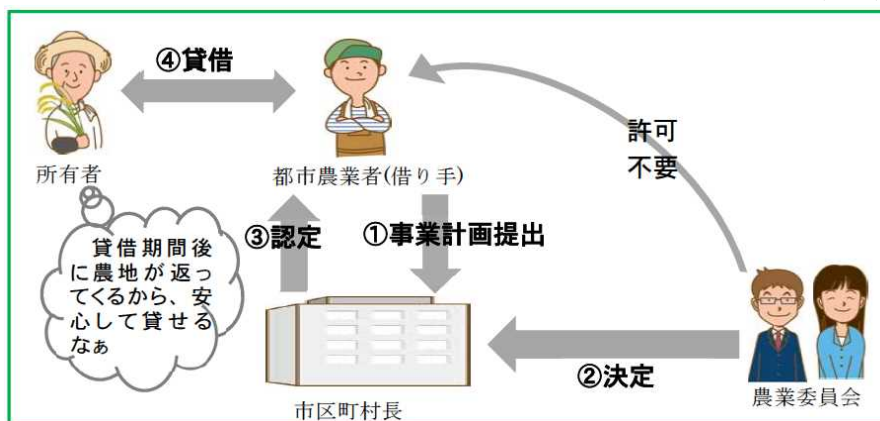 ④貸借
許可
不要
所有者
都市農業者(借り手)
③認定
①事業計画提出
貸借期間後
に農地が返っ
てくるから、安
心して貸せる
なぁ
②決定
農業委員会
市区町村長